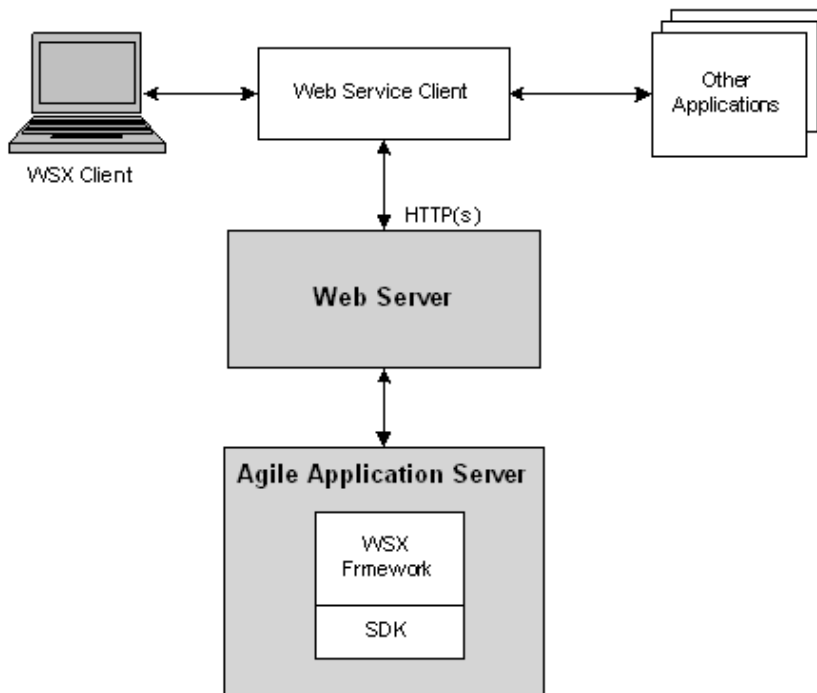 Web Service Client
Other
Applications
WSX Client
HTTP(s)
Web Server
Agile Application Server
WSX
Frmework
SDK